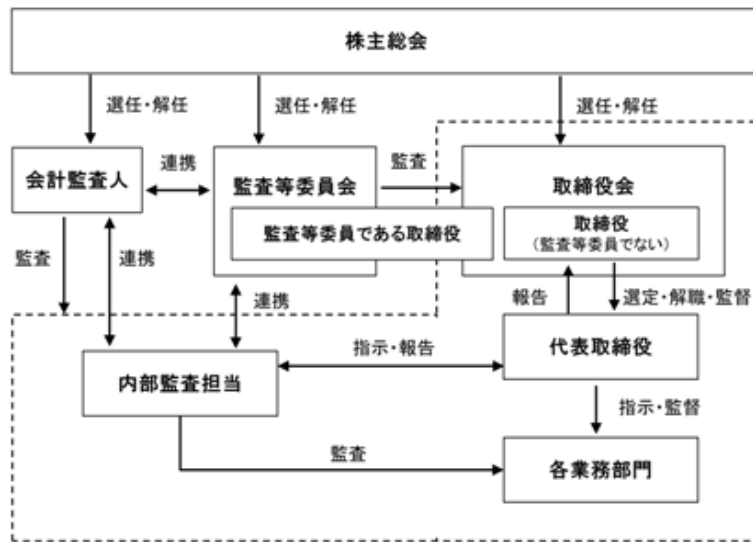 株主総会
選任・解任
選任・解任
選任・解任
会計監査人
連携
監査等委員会
監査
取締役会
監査等委員である取締役
取締役
(監査等委員でない)
監査
連携
連携
報告
選定・解職・監督
内部監査担当
指示・報告
代表取締役
指示・監督
監査
各業務部門